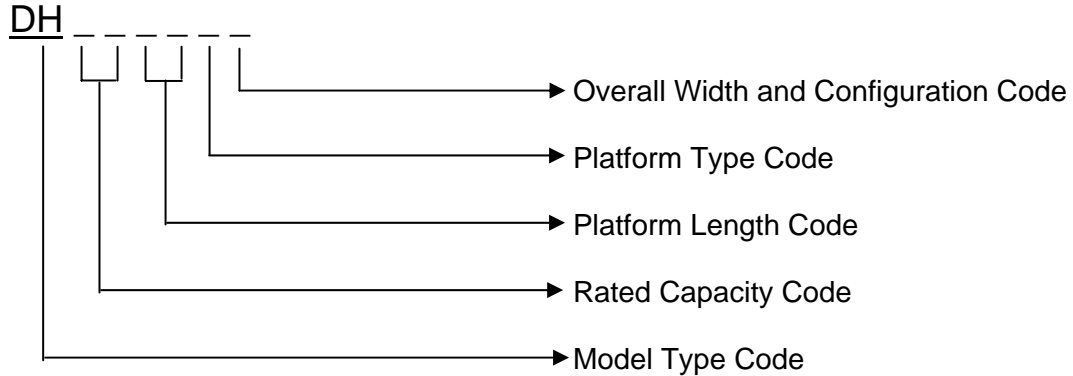 DH _ _ _ _ _ _
Overall Width and Configuration Code
Platform Type Code
Platform Length Code
Rated Capacity Code
Model Type Code